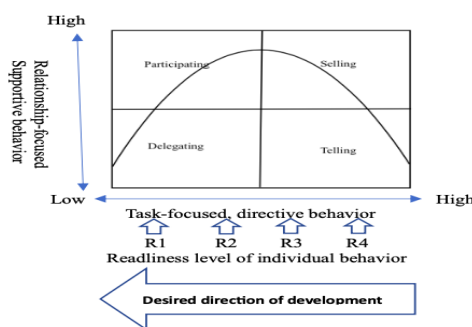 High
Relationship-focused
Supportive behavior
Participating
Selling
Delegating
Telling
Low
High
Task-focused, directive behavior
R1
R2
R3
R4
Readliness level of individual behavior
Desired direction of development